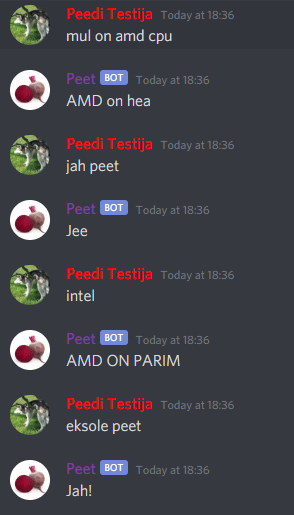 Peedi Testija Today at 18:36
mul on amd cpu
Peet BOT Today at 18:36
AMD on hea
Peedi Testija Today at 18:36
jah peet
Peet BOT Today at 18:36
Jee
Peedi Testija Today at 18:36
intel
Peet BOT Today at 18:36
AMD ON PARIM
Peedi Testija Today at 18:36
eksole peet
Peet BOT Today at 18:36
Jah!